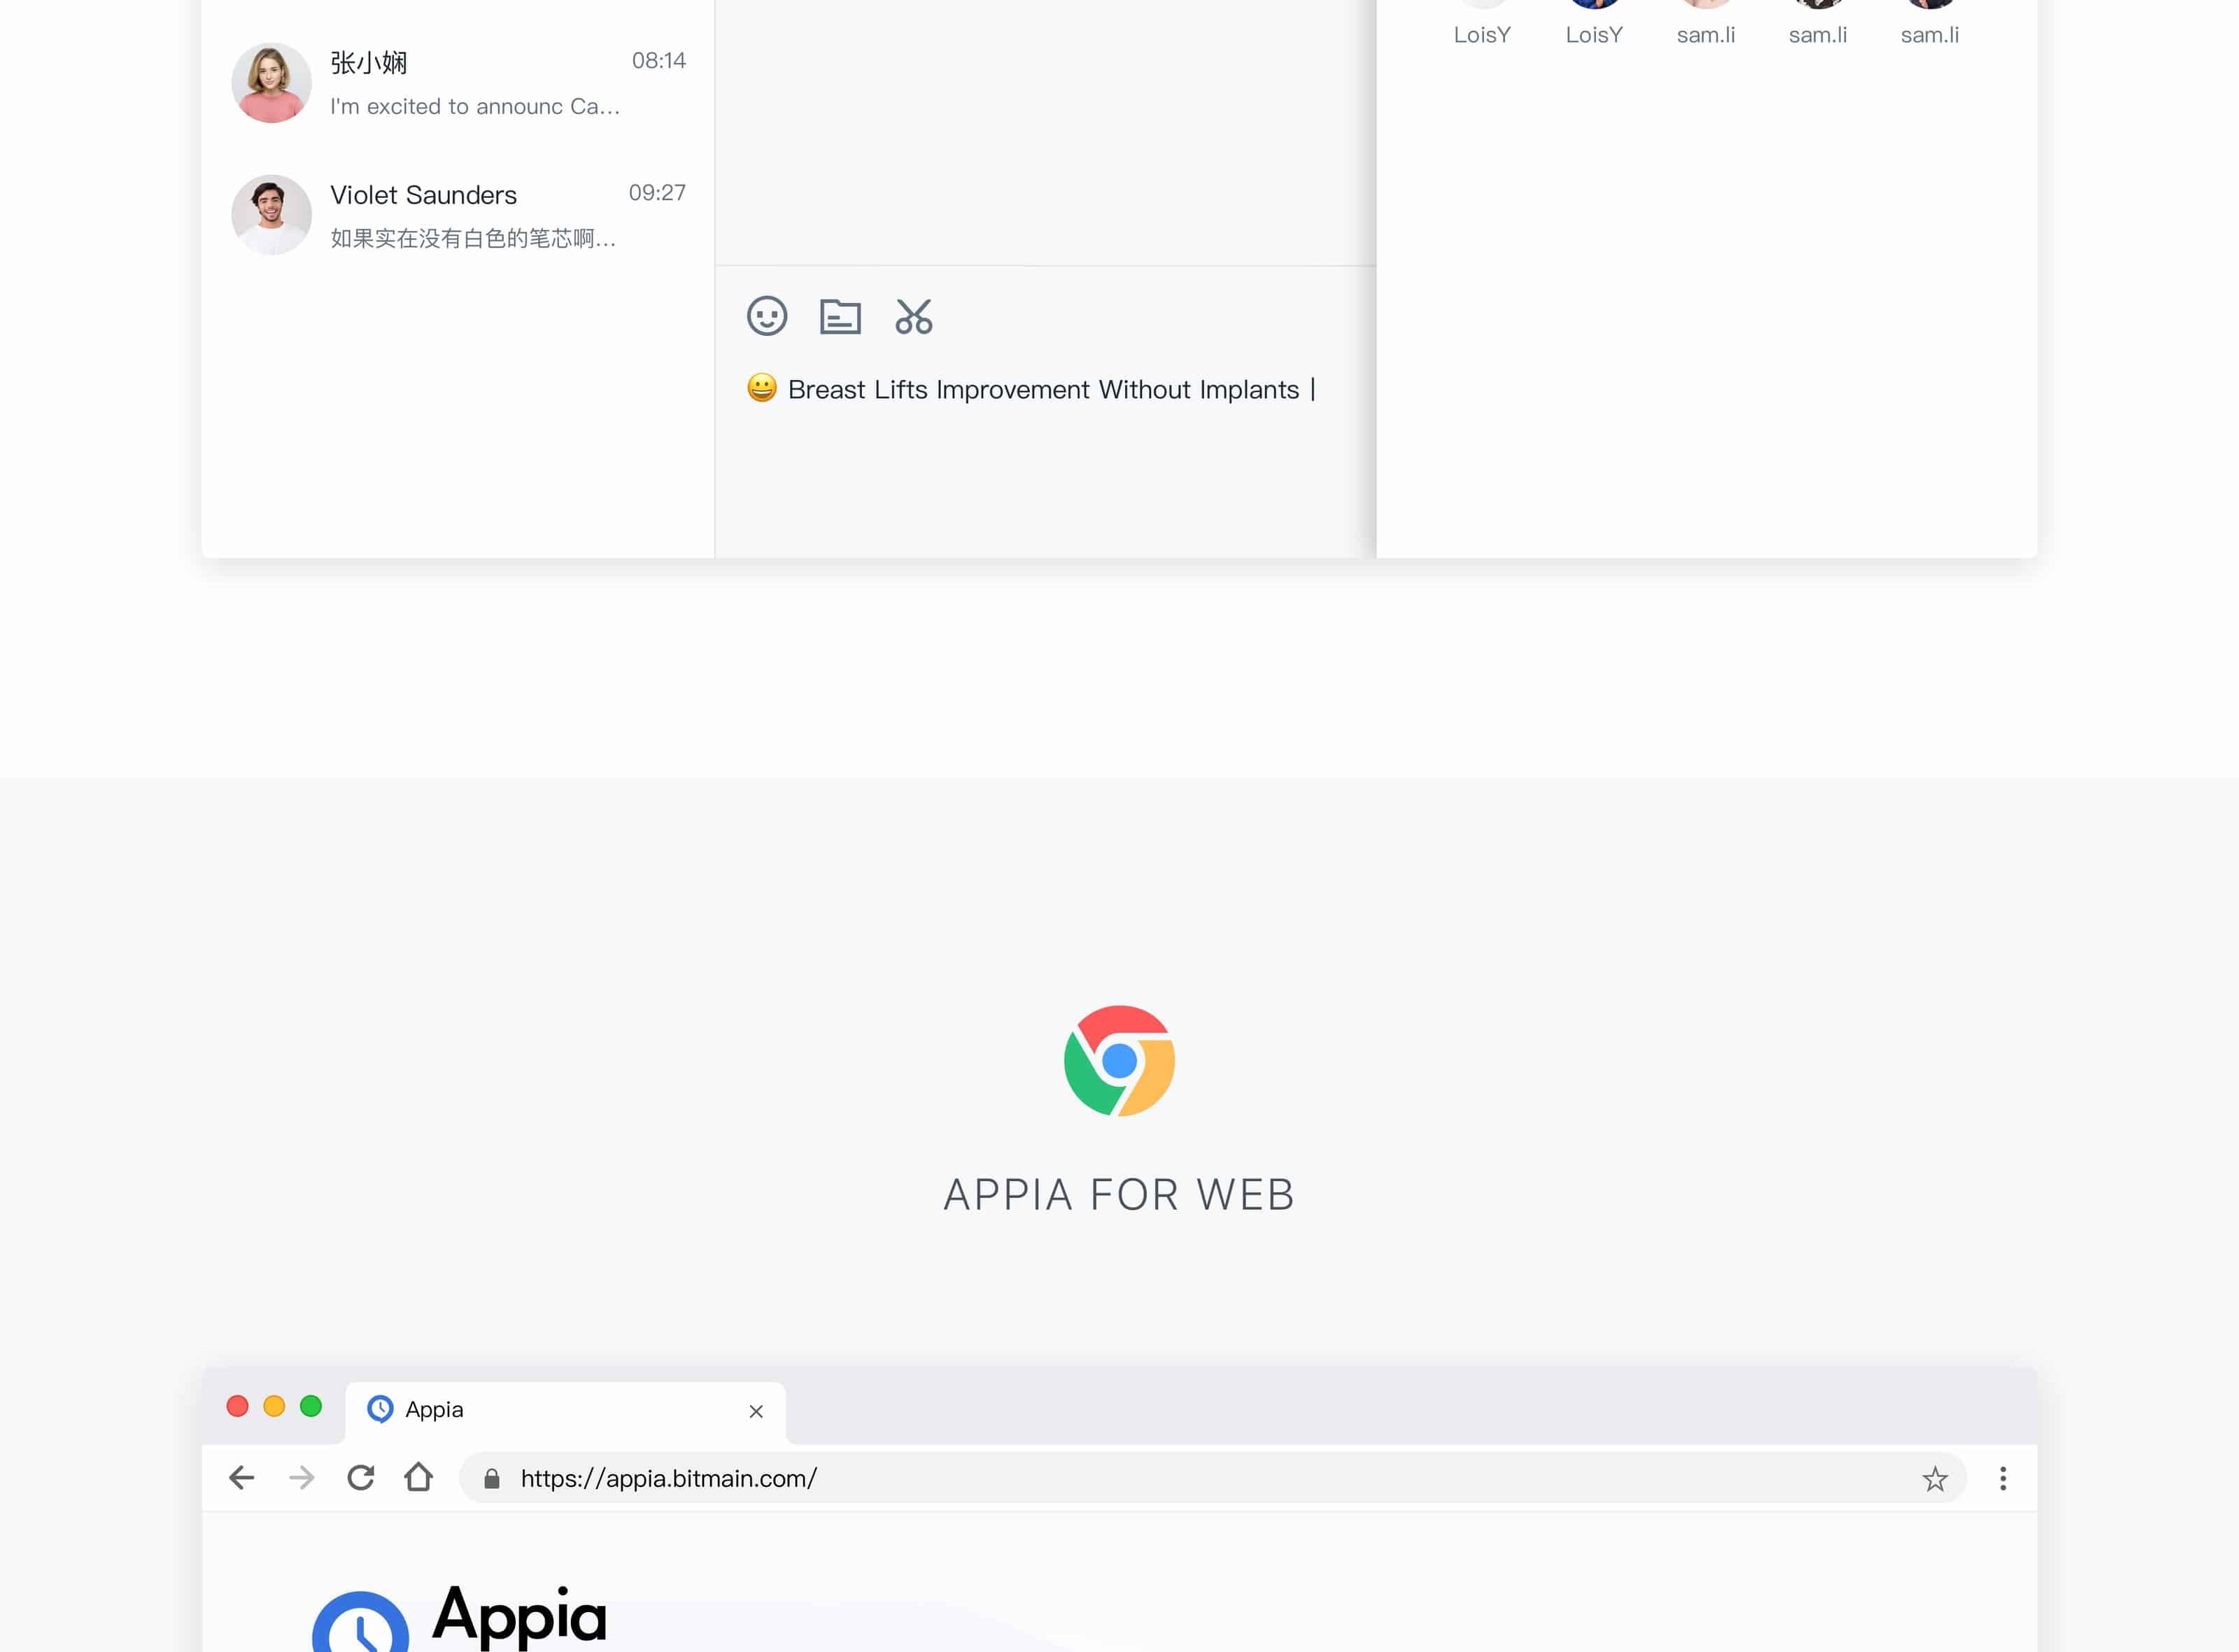 LoisY LoisY sam.li sam.li sam.li
张小娴 08:14
I'm excited to announc Ca...
Violet Saunders 09:27
如果实在没有白色的笔芯啊...
😀 Breast Lifts Improvement Without Implants |
APPIA FOR WEB
Appia
https://appia.bitmain.com/
Appia